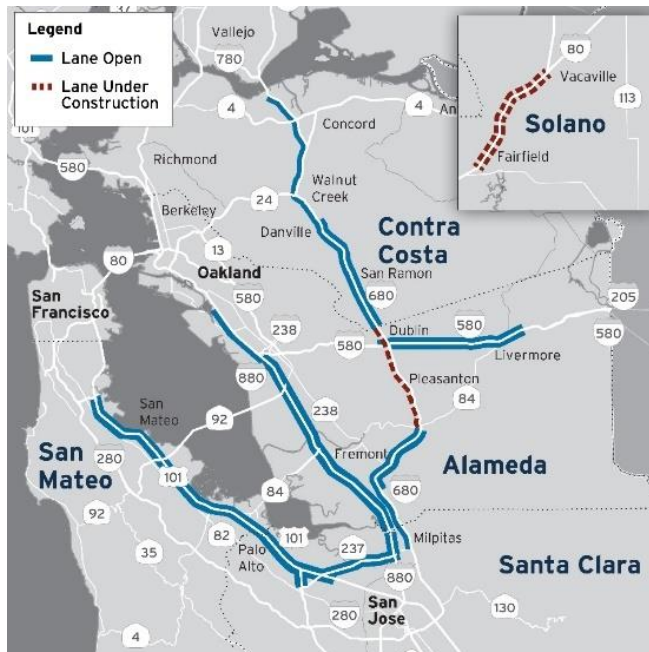 Legend
Lane Open
Lane Under
Construction
37
Vallejo
780
4
4
An
Concord
101
580
Richmond
Walnut
Creek
24
Berkeley
Danville
Contra
Costa
13
San Ramon
80
Oakland
680
580
San
Francisco
205
238
Dublin
580
580
580
Livermore
880
Pleasanton
84
San
Mateo
92
238
San
Mateo
280
101
Fremont
Alameda
84
680
92
82
101
237
Milpitas
35
Palo
Alto
Santa Clara
880
San
Jose
280
130
4
80
Vacaville
113
Solano
Fairfield